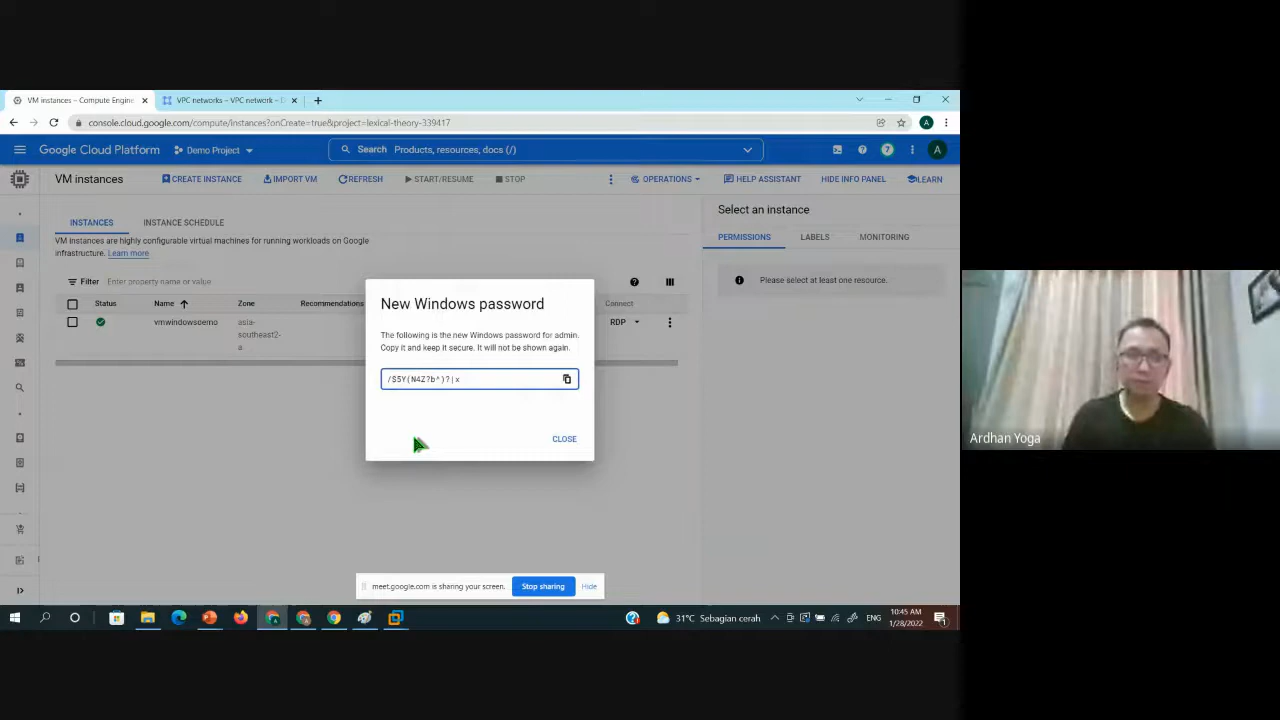 VM instances – Compute Engine
VPC networks – VPC network – D
console.cloud.google.com/compute/instances?onCreate=true&project=lexical-theory-339417
A
Google Cloud Platform
Demo Project
Search Products, resources, docs (/)
7
A
VM instances
CREATE INSTANCE
IMPORT VM
REFRESH
START/RESUME
STOP
OPERATIONS
HELP ASSISTANT
HIDE INFO PANEL
LEARN
INSTANCES
INSTANCE SCHEDULE
VM instances are highly configurable virtual machines for running workloads on Google
infrastructure. Learn more
Filter Enter property name or value
Status
Name
Zone
Recommendations
Connect
vmwindowsdemo
asia-
southeast2-
a
RDP
Select an instance
PERMISSIONS
LABELS
MONITORING
Please select at least one resource.
New Windows password
The following is the new Windows password for admin.
Copy it and keep it secure. It will not be shown again.
/S5Y(N4Z?b^)?|x
CLOSE
Ardhan Yoga
meet.google.com is sharing your screen.
Stop sharing
Hide
31°C Sebagian cerah
ENG
10:45 AM
1/28/2022